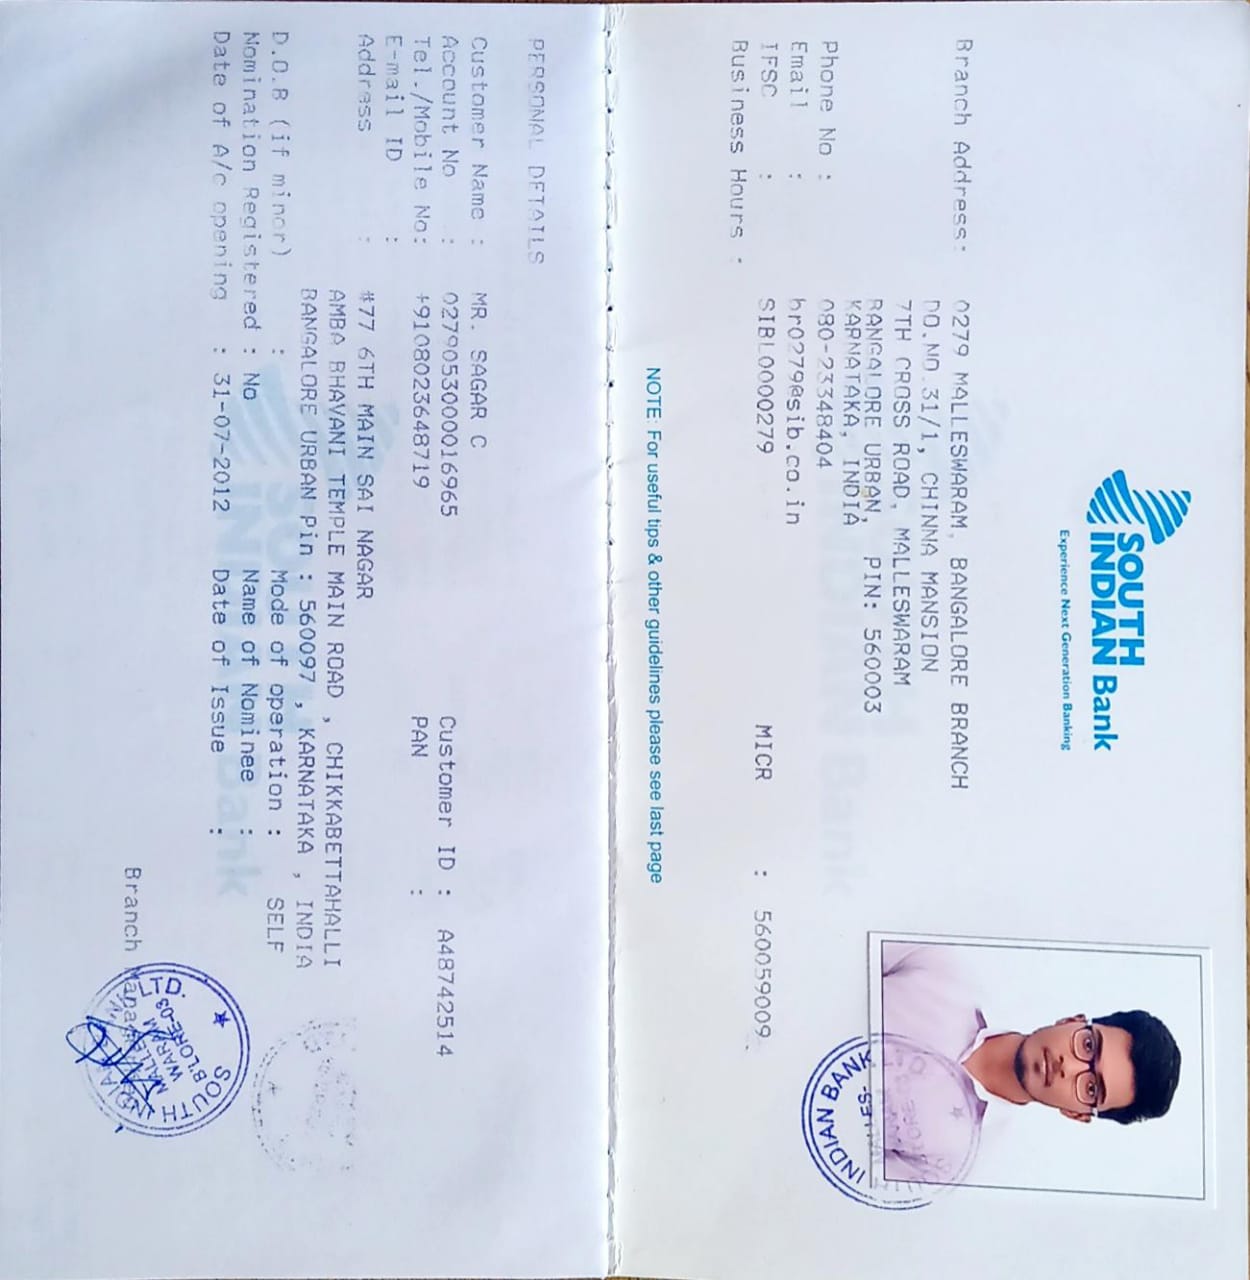 SOUTH
INDIAN Bank
Experience Next Generation Banking
Branch Address: 0279 MALLESWARAM, BANGALORE BRANCH
DO.NO.31/1, CHINNA MANSION
7TH CROSS ROAD, MALLESWARAM
BANGALORE URBAN, PIN: 560003
KARNATAKA, INDIA
Phone No : 080-23348404
Email : br0279@sib.co.in
IFSC : SIBL0000279 MICR : 560059009
Business Hours :
INDIAN BANK
MALLES-
NOTE: For useful tips & other guidelines please see last page
PERSONAL DETAILS
Customer Name : MR. SAGAR C
Account No : 0279053000016965 Customer ID : A48742514
Tel./Mobile No: +9108023648719 PAN :
E-mail ID :
Address : #77 6TH MAIN SAI NAGAR
AMBA BHAVANI TEMPLE MAIN ROAD , CHIKKABETTAHALLI
BANGALORE URBAN Pin : 560097, KARNATAKA , INDIA
D.O.B (if minor) : Mode of operation : SELF
Nomination Registered : No Name of Nominee :
Date of A/c opening : 31-07-2012 Date of Issue :
Branch Manager
SOUTH INDIAN LTD.
MALLES
WARAM
B'LORE-03